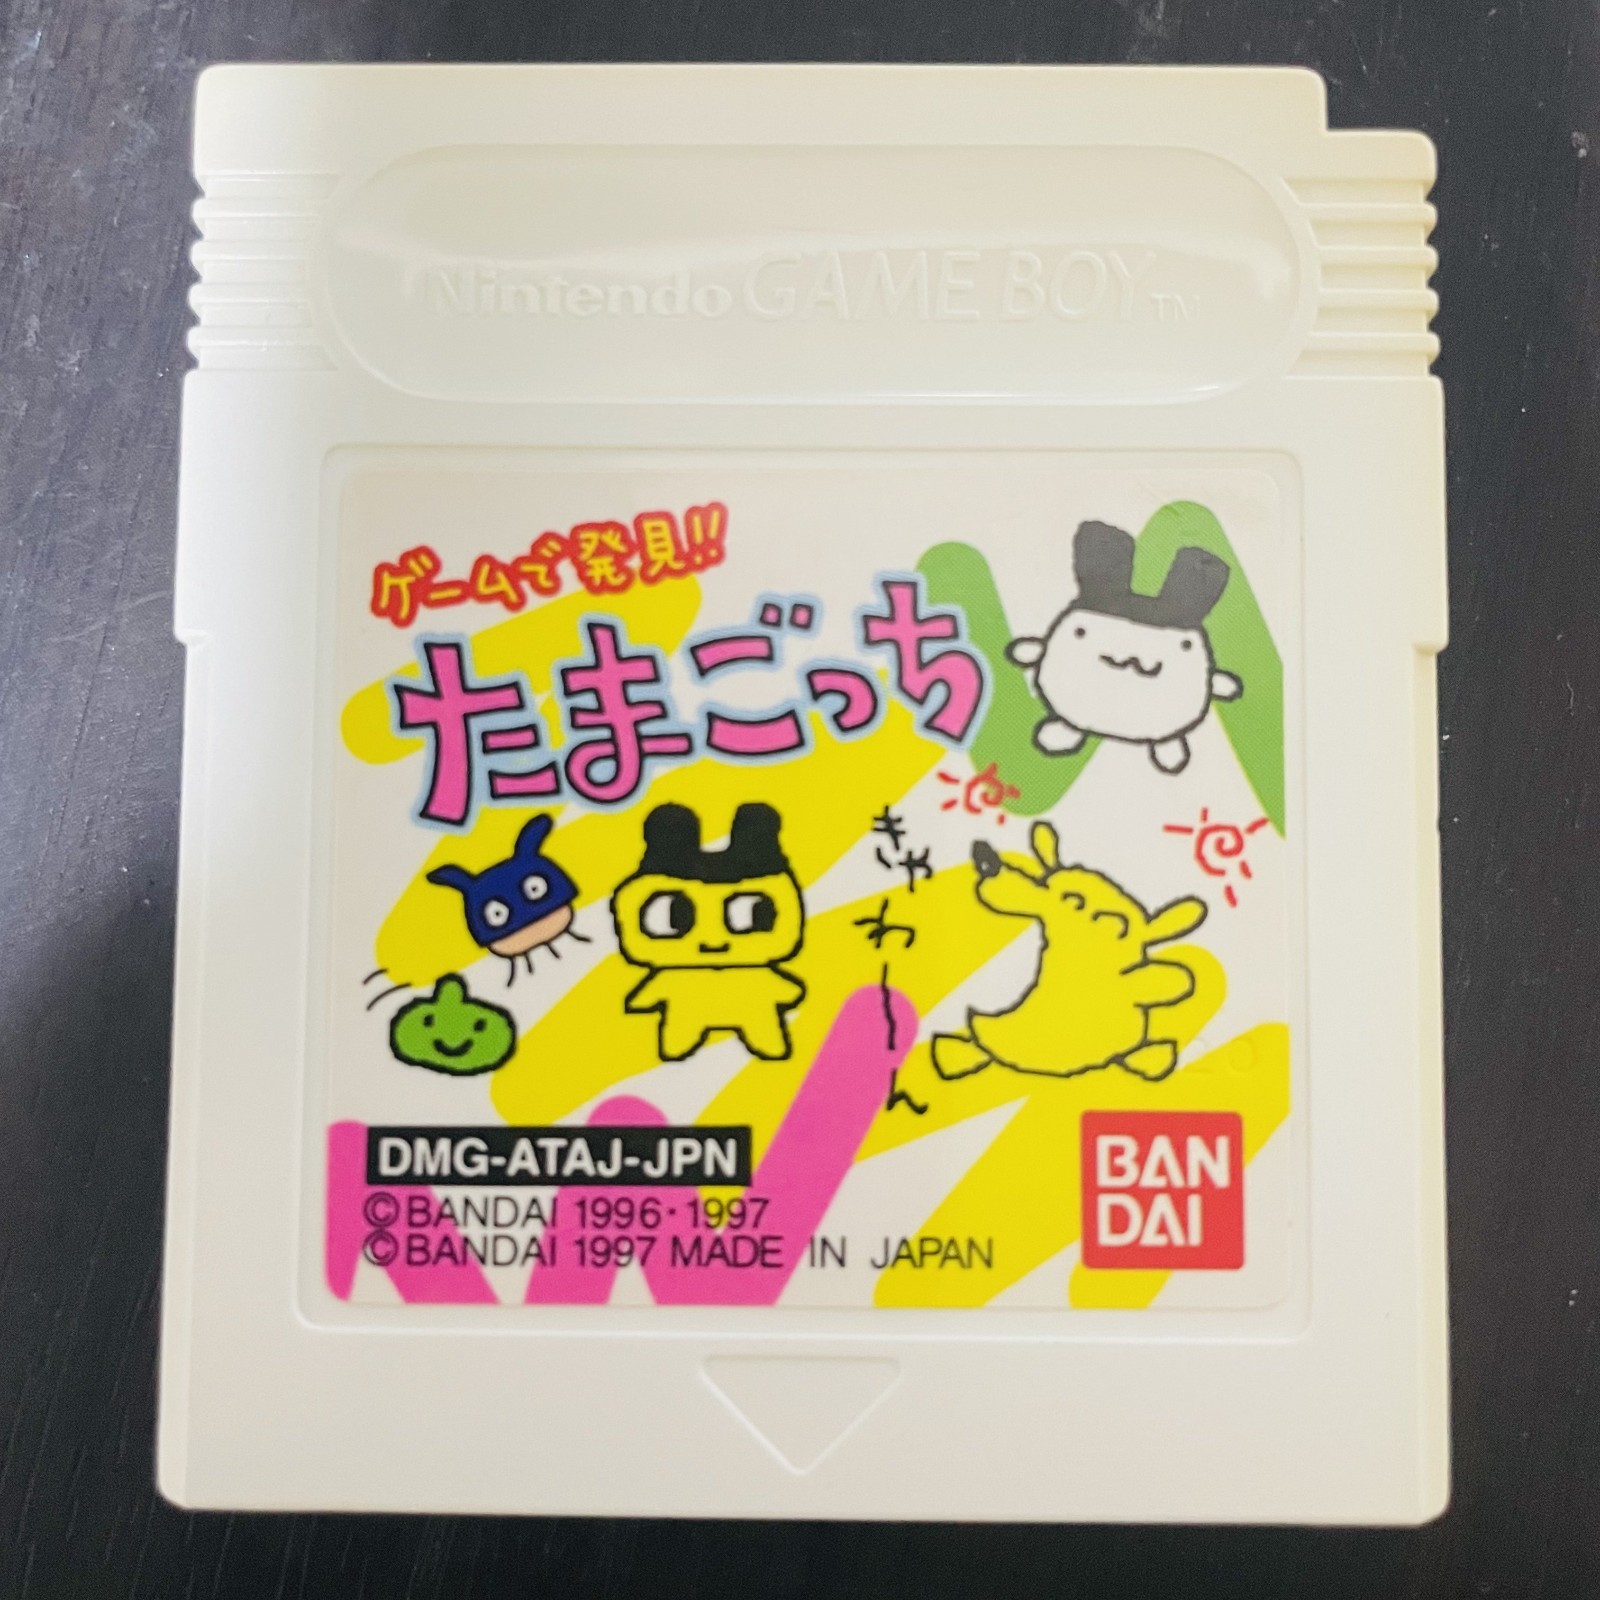 Nintendo GAME BOY™
ゲームで発見!!
たまごっち
きゃわーん
DMG-ATAJ-JPN
©BANDAI 1996・1997
©BANDAI 1997 MADE IN JAPAN
BAN
DAI